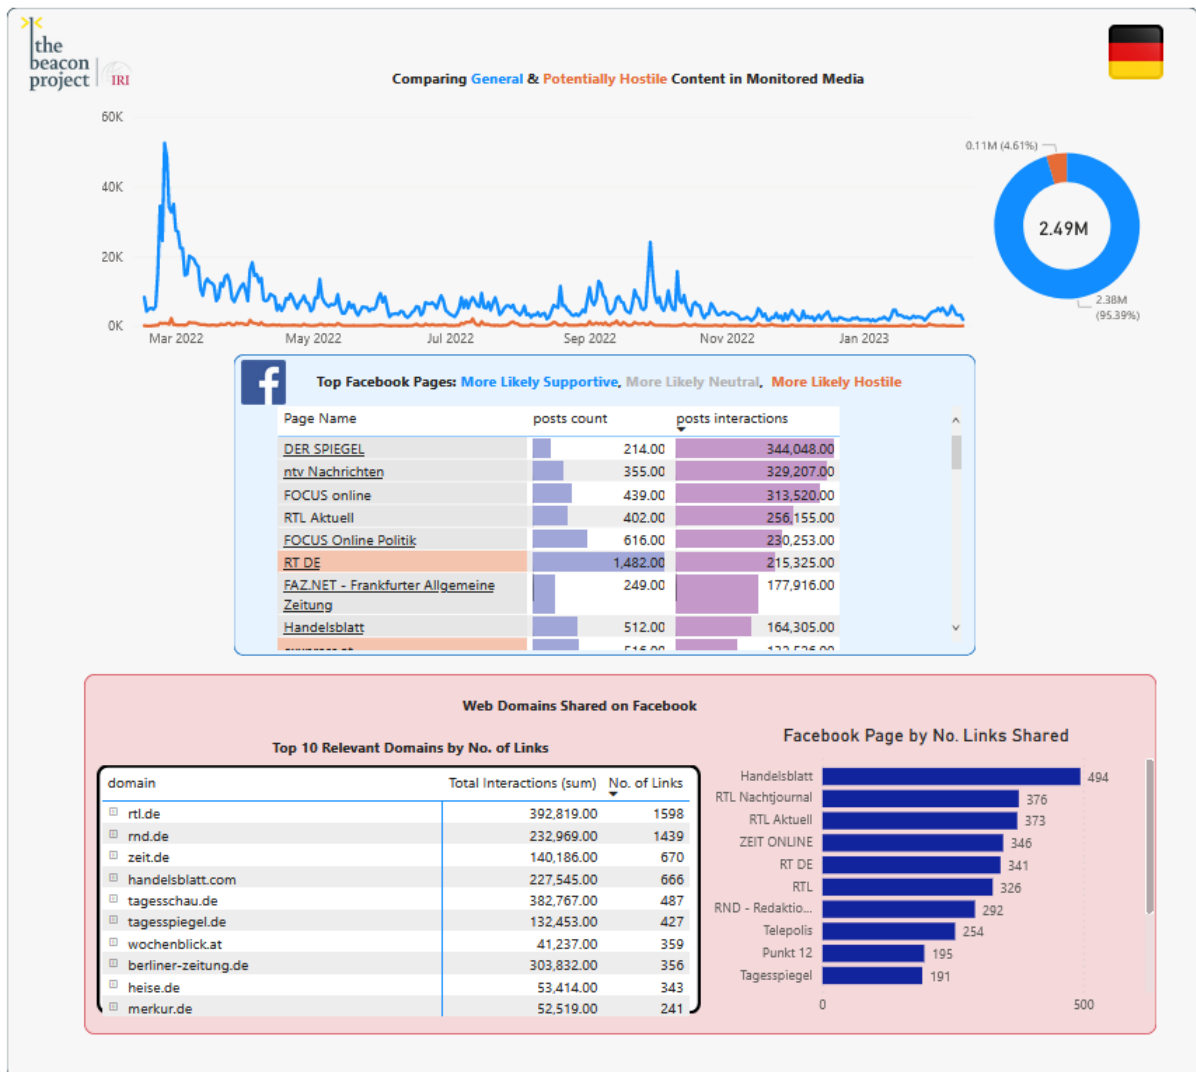 the
beacon
project
IRI
Comparing General & Potentially Hostile Content in Monitored Media
60K
40K
20K
0K
Mar 2022 May 2022 Jul 2022 Sep 2022 Nov 2022 Jan 2023
0.11M (4.61%)
2.49M
2.38M
(95.39%)
Top Facebook Pages: More Likely Supportive, More Likely Neutral, More Likely Hostile
Page Name posts count posts interactions
DER SPIEGEL 214.00 344,048.00
ntv Nachrichten 355.00 329,207.00
FOCUS online 439.00 313,520.00
RTL Aktuell 402.00 256,155.00
FOCUS Online Politik 616.00 230,253.00
RT DE 1,482.00 215,325.00
FAZ.NET - Frankfurter Allgemeine 249.00 177,916.00
Zeitung
Handelsblatt 512.00 164,305.00
Web Domains Shared on Facebook
Top 10 Relevant Domains by No. of Links
domain Total Interactions (sum) No. of Links
rtl.de 392,819.00 1598
rnd.de 232,969.00 1439
zeit.de 140,186.00 670
handelsblatt.com 227,545.00 666
tagesschau.de 382,767.00 487
tagesspiegel.de 132,453.00 427
wochenblick.at 41,237.00 359
berliner-zeitung.de 303,832.00 356
heise.de 53,414.00 343
merkur.de 52,519.00 241
Facebook Page by No. Links Shared
Handelsblatt 494
RTL Nachtjournal 376
RTL Aktuell 373
ZEIT ONLINE 346
RT DE 341
RTL 326
RND - Redaktio... 292
Telepolis 254
Punkt 12 195
Tagesspiegel 191
0 500